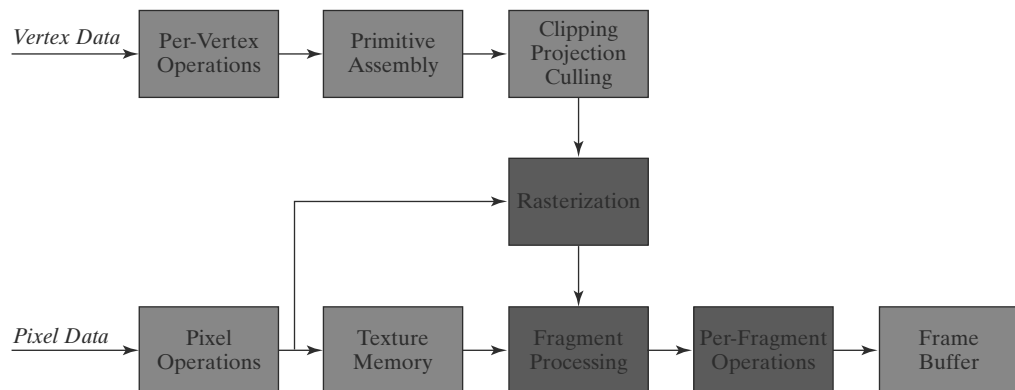 Vertex Data
Per-Vertex
Operations
Primitive
Assembly
Clipping
Projection
Culling
Rasterization
Pixel Data
Pixel
Operations
Texture
Memory
Fragment
Processing
Per-Fragment
Operations
Frame
Buffer